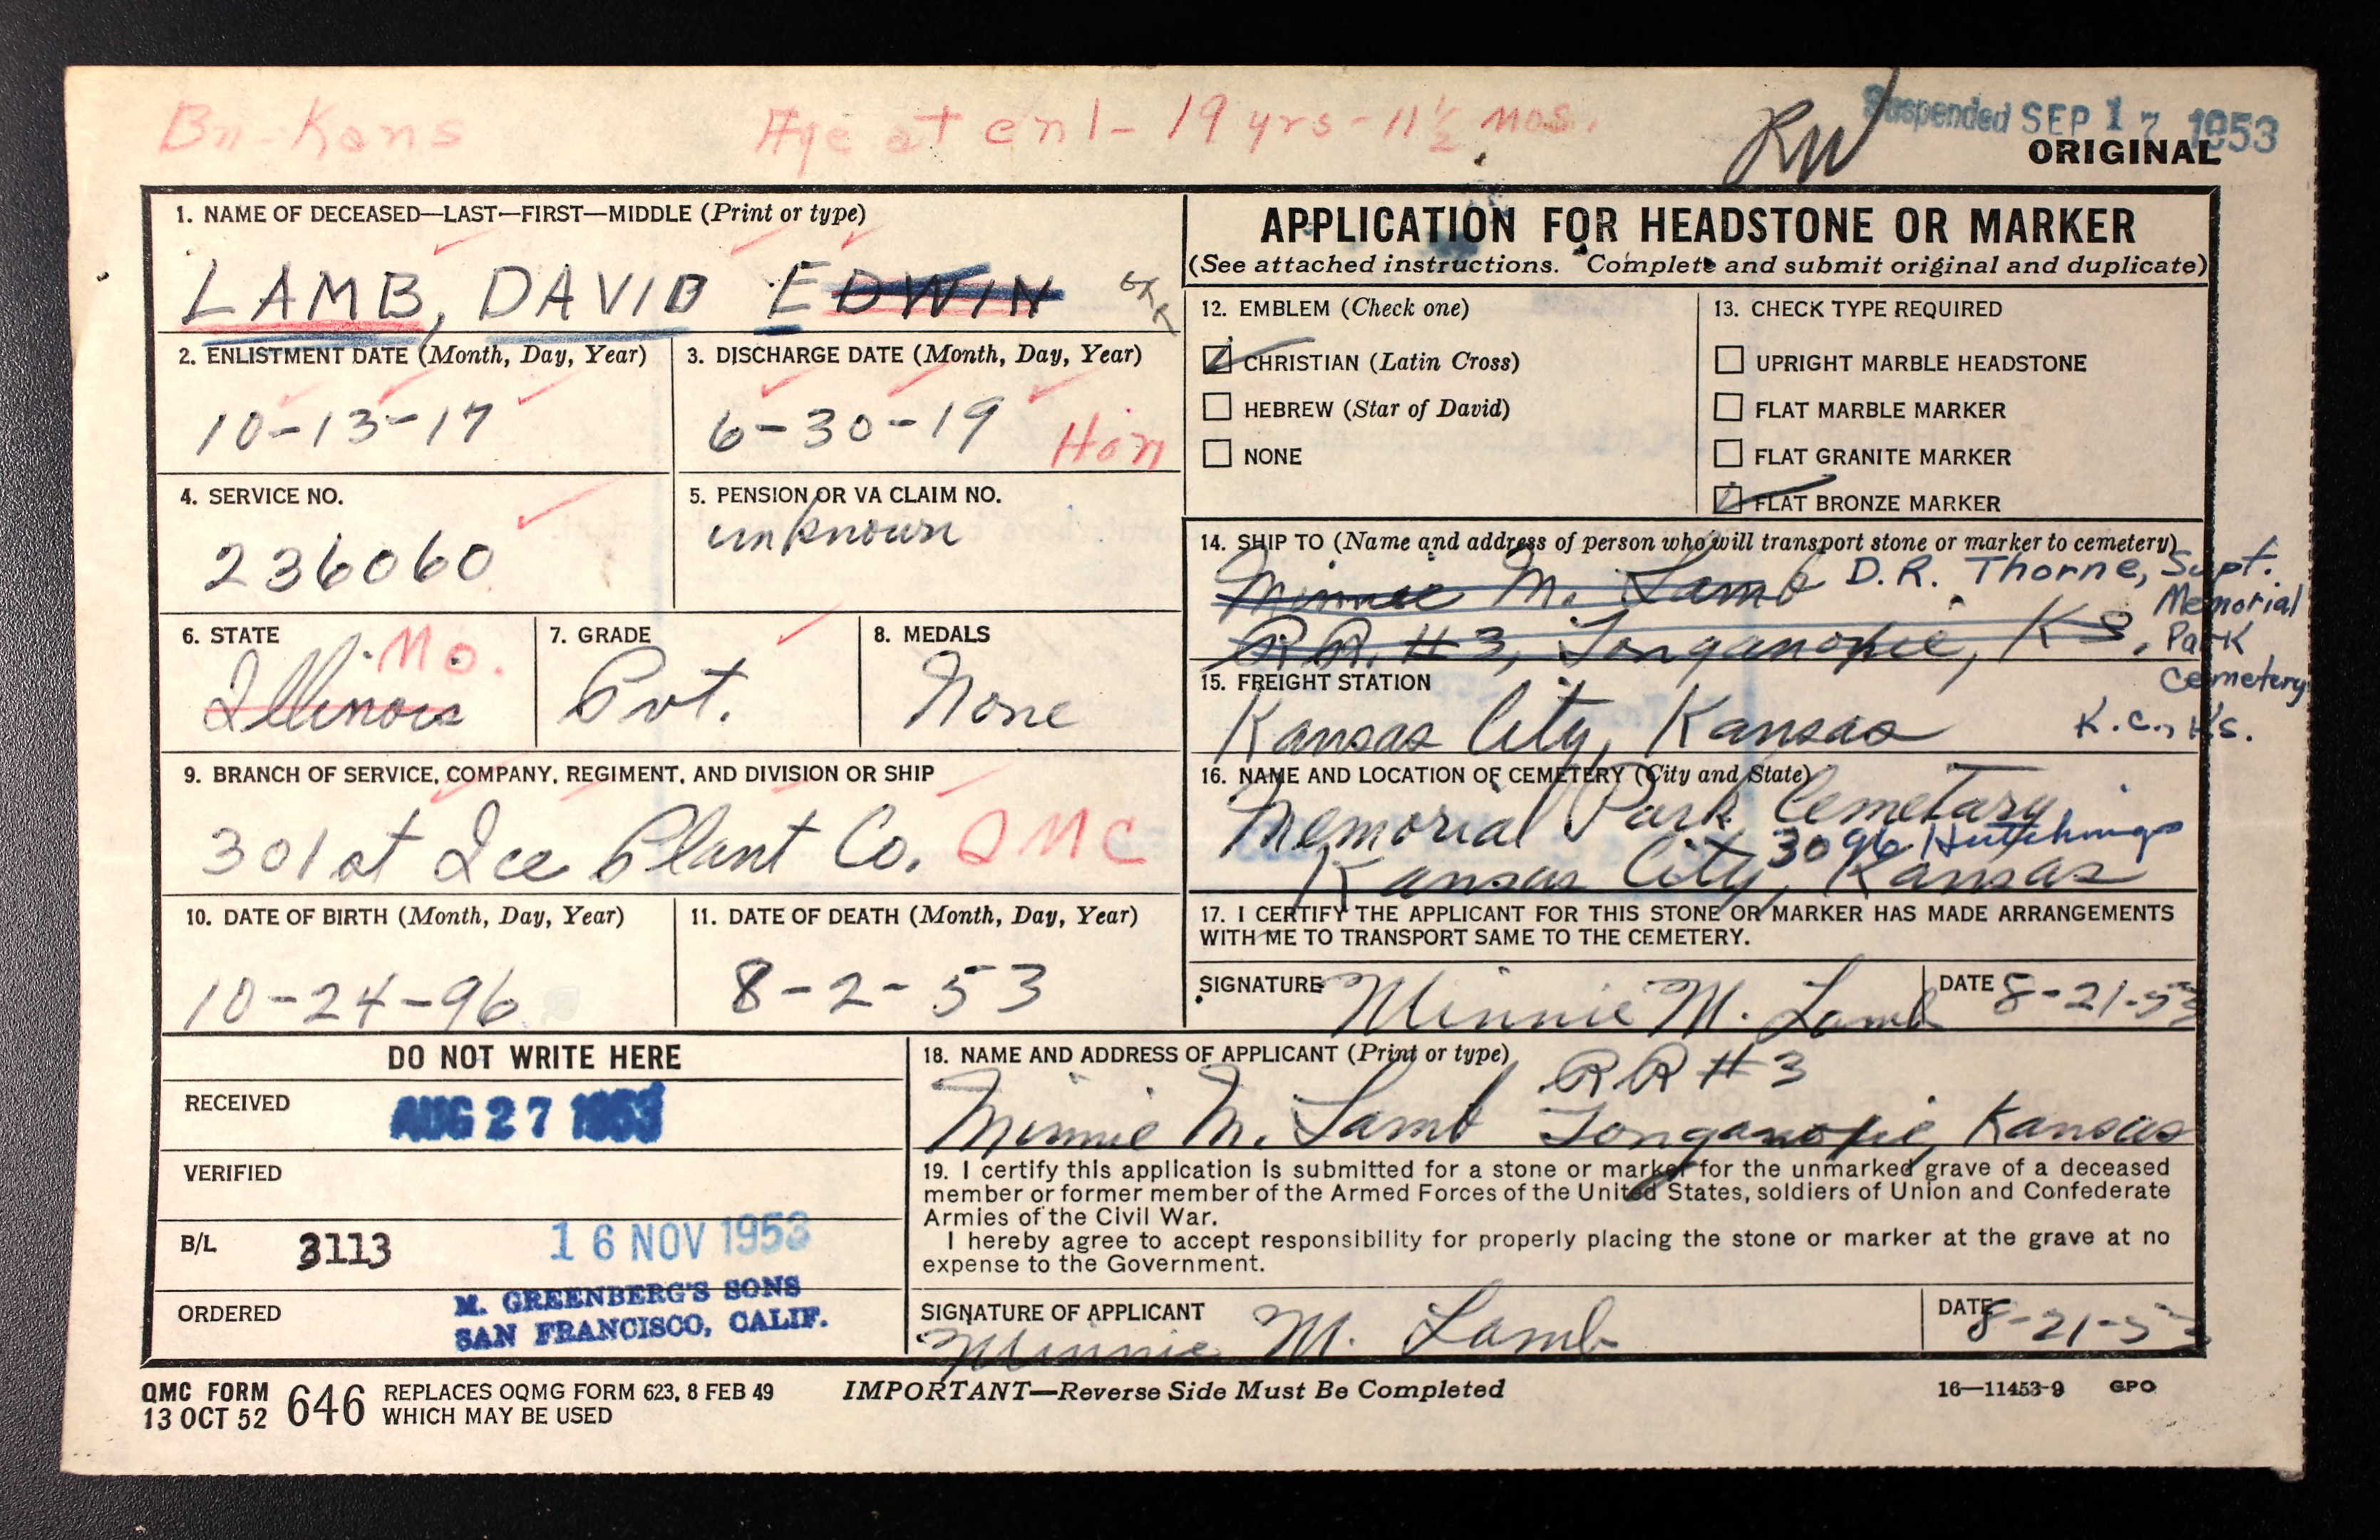 Bn-Kans
Age at enl- 19 yrs-11½ mos.
RW
Suspended SEP 17 1953
ORIGINAL
1. NAME OF DECEASED—LAST—FIRST—MIDDLE (Print or type)
LAMB, DAVID EDWIN
2. ENLISTMENT DATE (Month, Day, Year)
10-13-17
3. DISCHARGE DATE (Month, Day, Year)
6-30-19 Hon
4. SERVICE NO.
236060
5. PENSION OR VA CLAIM NO.
unknown
6. STATE
Illinois Mo.
7. GRADE
Pvt.
8. MEDALS
None
9. BRANCH OF SERVICE, COMPANY, REGIMENT, AND DIVISION OR SHIP
301st Ice Plant Co. QMC
10. DATE OF BIRTH (Month, Day, Year)
10-24-96
11. DATE OF DEATH (Month, Day, Year)
8-2-53
APPLICATION FOR HEADSTONE OR MARKER
(See attached instructions. Complete and submit original and duplicate)
12. EMBLEM (Check one)
CHRISTIAN (Latin Cross)
HEBREW (Star of David)
NONE
13. CHECK TYPE REQUIRED
UPRIGHT MARBLE HEADSTONE
FLAT MARBLE MARKER
FLAT GRANITE MARKER
FLAT BRONZE MARKER
14. SHIP TO (Name and address of person who will transport stone or marker to cemetery)
Minnie M. Lamb
RR. #3, Tonganoxie, KS.
D.R. Thorne, Supt.
Memorial
Park
Cemetery
K.C., Ks.
15. FREIGHT STATION
Kansas City, Kansas
16. NAME AND LOCATION OF CEMETERY (City and State)
Memorial Park Cemetary
3096 Hutchings
Kansas City, Kansas
17. I CERTIFY THE APPLICANT FOR THIS STONE OR MARKER HAS MADE ARRANGEMENTS
WITH ME TO TRANSPORT SAME TO THE CEMETERY.
SIGNATURE Minnie M. Lamb
DATE 8-21-53
DO NOT WRITE HERE
RECEIVED AUG 27 1953
VERIFIED
B/L 3113 16 NOV 1953
ORDERED
M. GREENBERG'S SONS
SAN FRANCISCO, CALIF.
18. NAME AND ADDRESS OF APPLICANT (Print or type)
RR #3
Minnie M. Lamb Tonganoxie, Kansas
19. I certify this application is submitted for a stone or marker for the unmarked grave of a deceased
member or former member of the Armed Forces of the United States, soldiers of Union and Confederate
Armies of the Civil War.
I hereby agree to accept responsibility for properly placing the stone or marker at the grave at no
expense to the Government.
SIGNATURE OF APPLICANT
Minnie M. Lamb
DATE 8-21-53
QMC FORM
13 OCT 52 646
REPLACES OQMG FORM 623, 8 FEB 49
WHICH MAY BE USED
IMPORTANT—Reverse Side Must Be Completed
16—11453-9 GPO